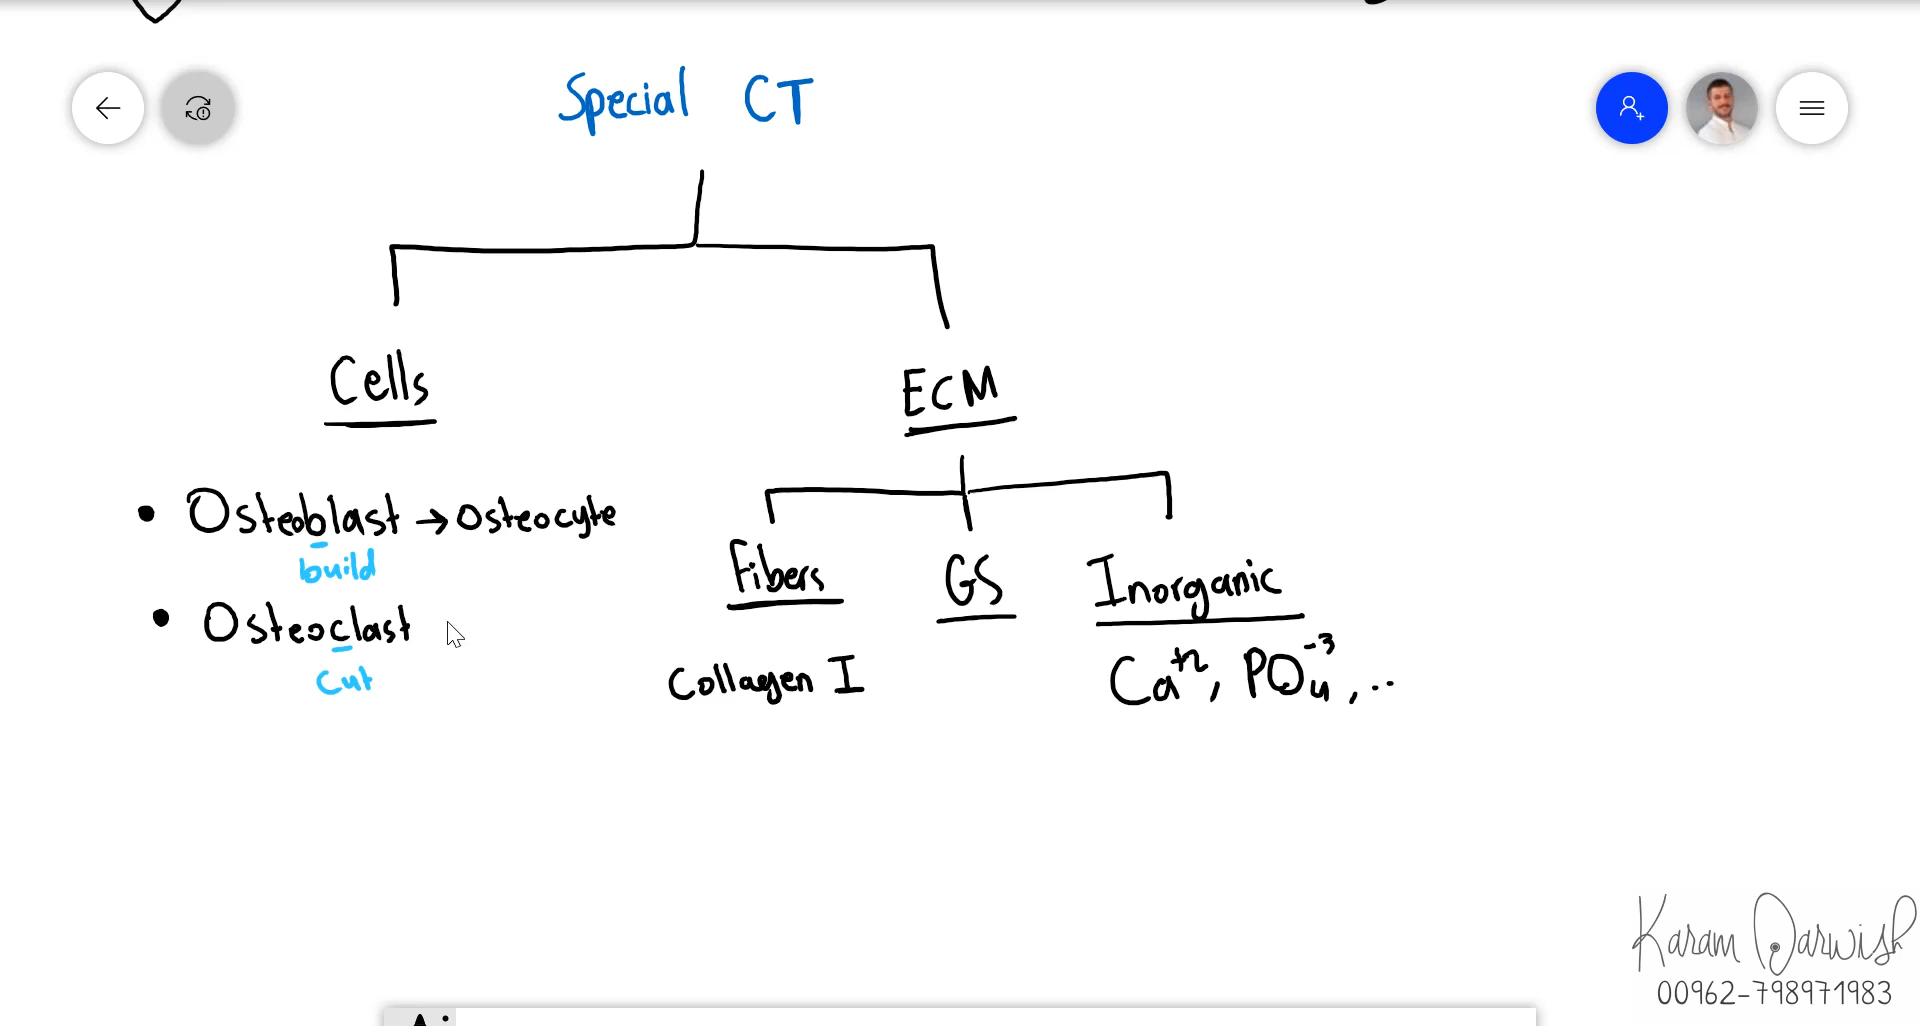 Special CT
Cells
ECM
• Osteoblast → Osteocyte
build
• Osteoclast
cut
Fibers
GS
Inorganic
Collagen I
Ca+2, PO4-3, ..
Karam Darwish
00962-798971983